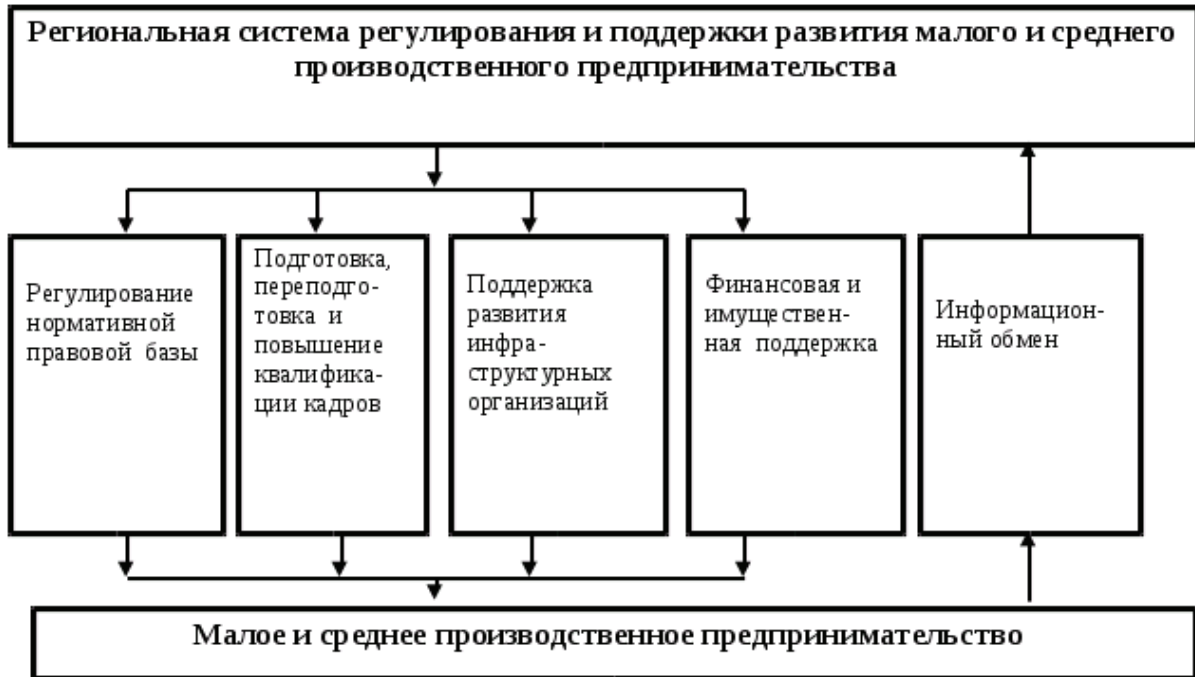 Региональная система регулирования и поддержки развития малого и среднего
производственного предпринимательства
Регулирование
нормативной
правовой базы
Подготовка,
переподго-
товка и
повышение
квалифика-
ции кадров
Поддержка
развития
инфра-
структурных
организаций
Финансовая и
имуществен-
ная поддержка
Информацион-
ный обмен
Малое и среднее производственное предпринимательство